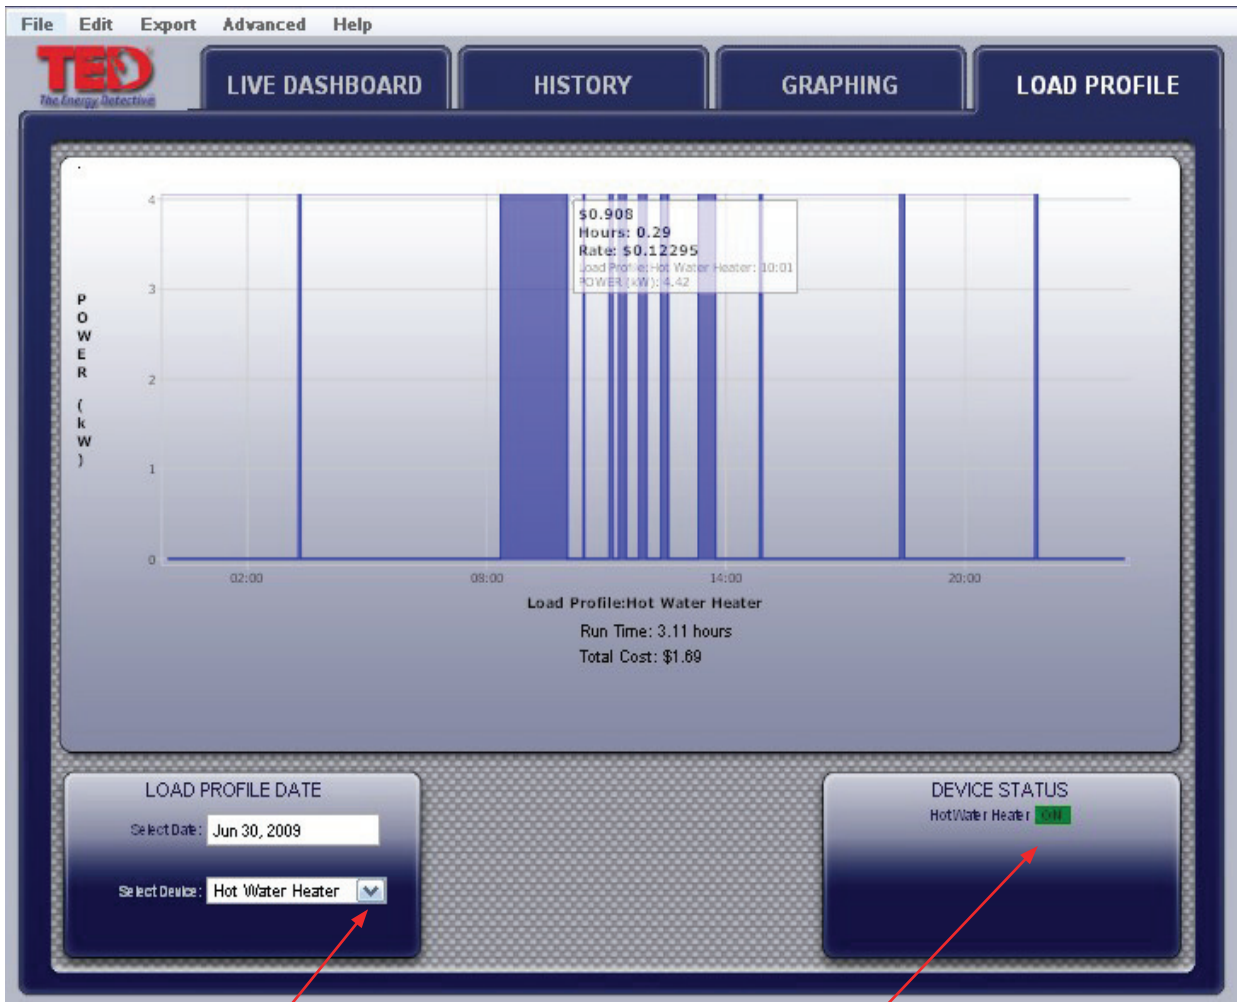 File Edit Export Advanced Help
TED
The Energy Detective
LIVE DASHBOARD HISTORY GRAPHING LOAD PROFILE
4
3
2
1
0
POWER (kW)
$0.908
Hours: 0.29
Rate: $0.12295
Load Profile:Hot Water Heater: 10:01
POWER (kW): 4.42
02:00 08:00 14:00 20:00
Load Profile:Hot Water Heater
Run Time: 3.11 hours
Total Cost: $1.69
LOAD PROFILE DATE
Select Date: Jun 30, 2009
Select Device: Hot Water Heater
DEVICE STATUS
Hot Water Heater ON